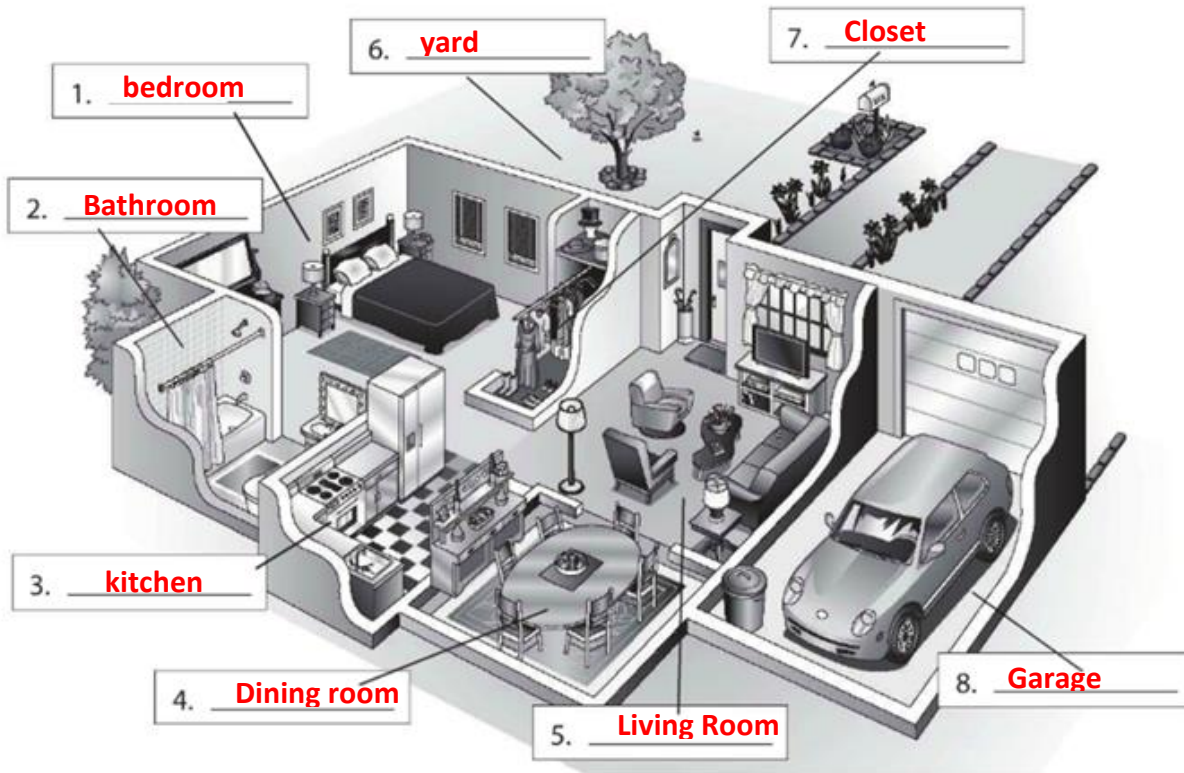 1. bedroom
2. Bathroom
3. kitchen
4. Dining room
5. Living Room
6. yard
7. Closet
8. Garage